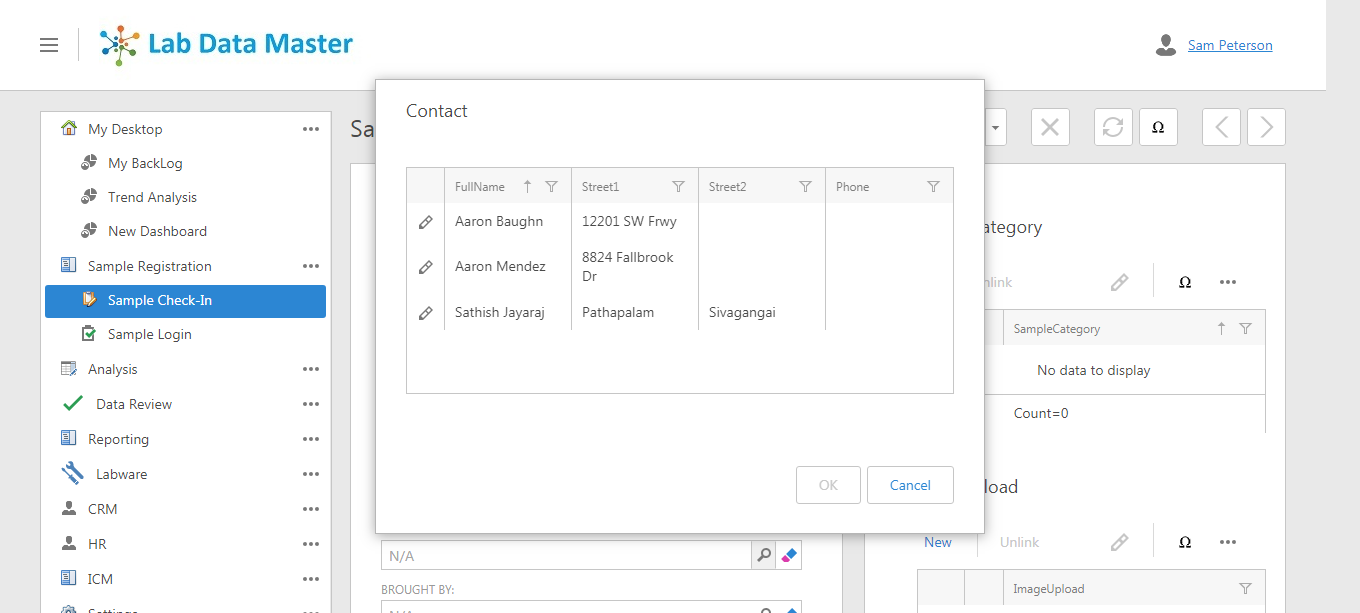 Lab Data Master
Sam Peterson
My Desktop
My BackLog
Trend Analysis
New Dashboard
Sample Registration
Sample Check-In
Sample Login
Analysis
Data Review
Reporting
Labware
CRM
HR
ICM
Settings
Sa
Contact
FullName Street1 Street2 Phone
Aaron Baughn 12201 SW Frwy
Aaron Mendez 8824 Fallbrook
Dr
Sathish Jayaraj Pathapalam Sivagangai
OK Cancel
N/A
BROUGHT BY:
N/A
Ω
ategory
nlink Ω
SampleCategory
No data to display
Count=0
load
New Unlink Ω
ImageUpload